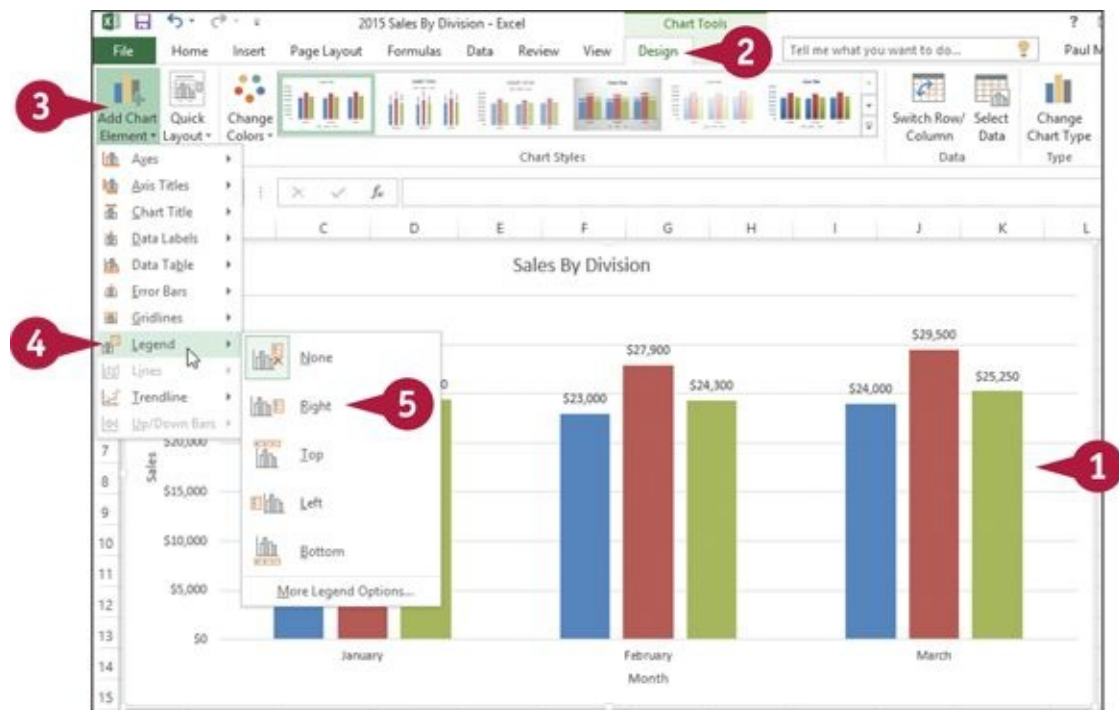 2015 Sales By Division - Excel
Chart Tools
?
File Home Insert Page Layout Formulas Data Review View Design
Tell me what you want to do...
Paul
2
3
Add Chart Element
Quick Layout
Change Colors
Chart Styles
Switch Row/ Column
Select Data
Data
Change Chart Type
Type
Axes
Axis Titles
Chart Title
Data Labels
Data Table
Error Bars
Gridlines
4
Legend
Lines
Trendline
Up/Down Bars
fx
C D E F G H I J K L
None
Right
5
Top
Left
Bottom
More Legend Options...
Sales By Division
$23,000
$27,900
$24,300
$24,000
$29,500
$25,250
1
Sales
$20,000
$15,000
$10,000
$5,000
$0
January February March
Month
7
8
9
10
11
12
13
14
15